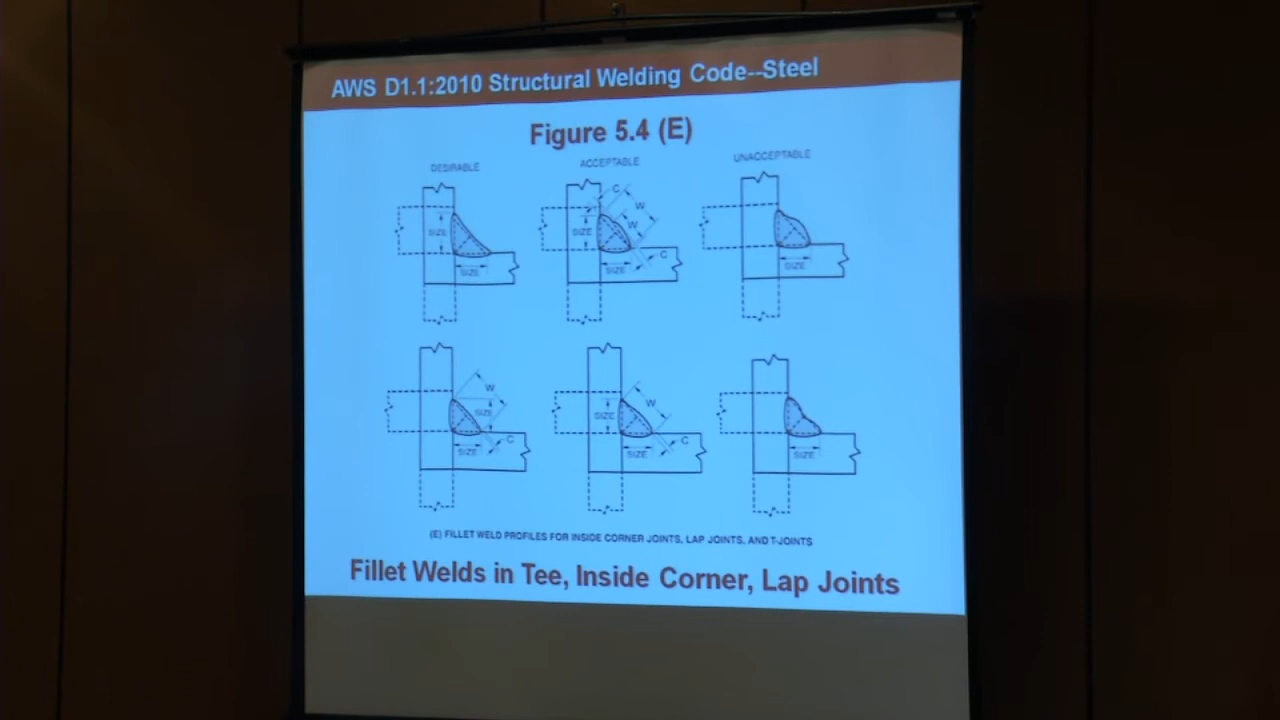 AWS D1.1:2010 Structural Welding Code--Steel
Figure 5.4 (E)
DESIRABLE
ACCEPTABLE
UNACCEPTABLE
SIZE
SIZE
SIZE
C
W
W
SIZE
C
SIZE
W
SIZE
SIZE
C
SIZE
W
SIZE
C
SIZE
(E) FILLET WELD PROFILES FOR INSIDE CORNER JOINTS, LAP JOINTS, AND T-JOINTS
Fillet Welds in Tee, Inside Corner, Lap Joints